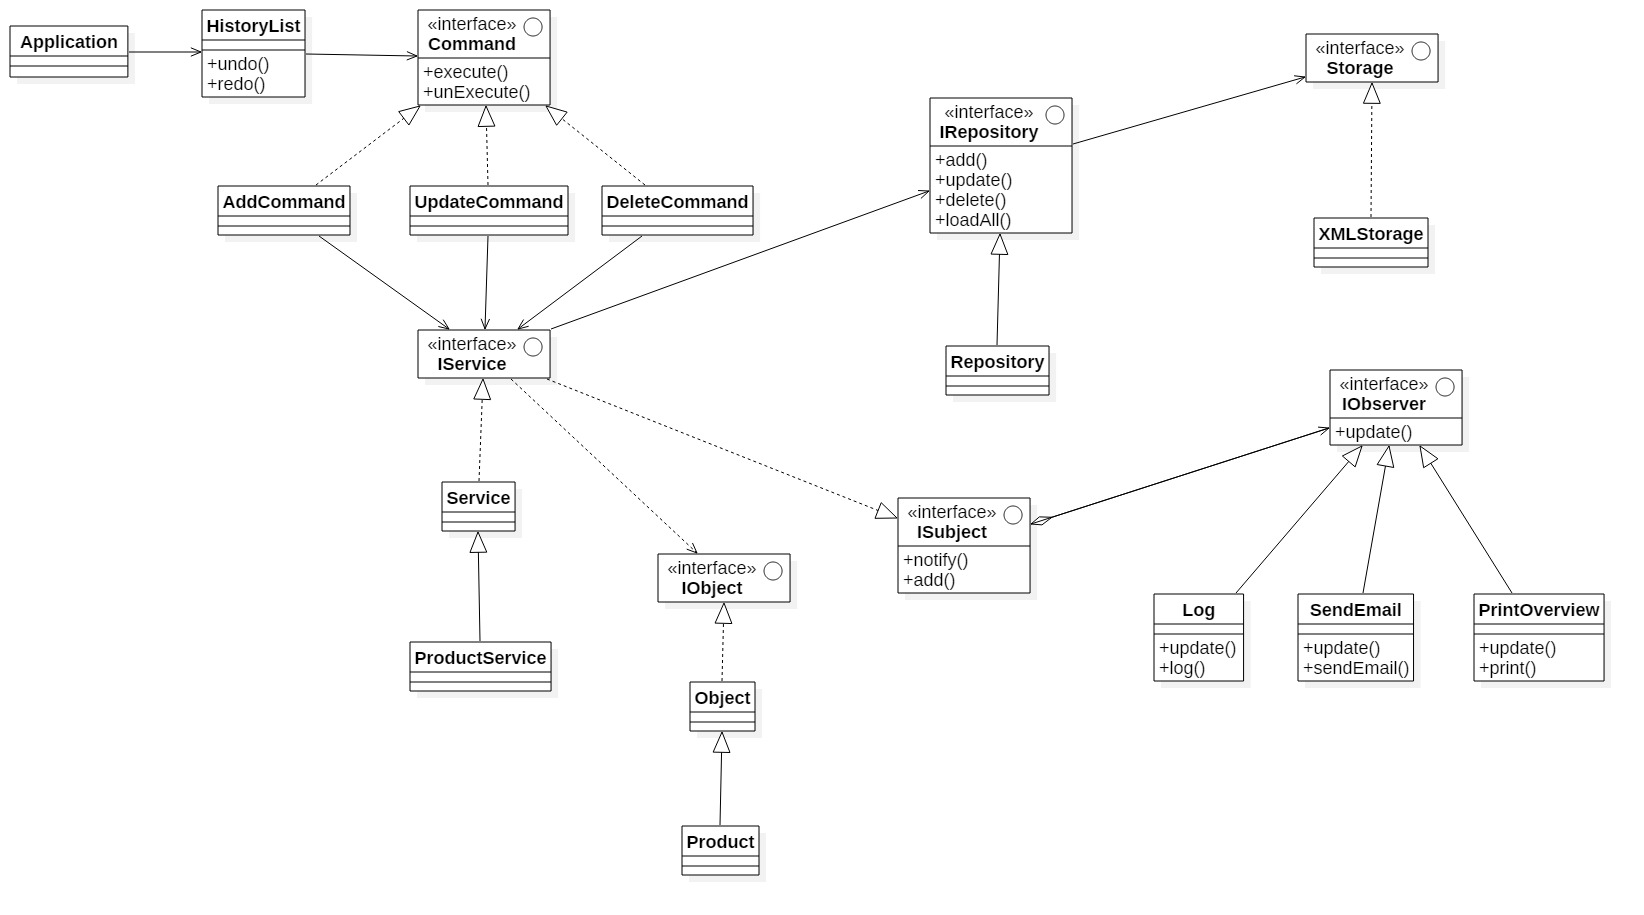 Application
HistoryList
+undo()
+redo()
«interface»
Command
+execute()
+unExecute()
«interface»
Storage
«interface»
IRepository
+add()
+update()
+delete()
+loadAll()
AddCommand
UpdateCommand
DeleteCommand
XMLStorage
«interface»
IService
Repository
«interface»
IObserver
+update()
Service
«interface»
ISubject
+notify()
+add()
«interface»
IObject
Log
+update()
+log()
SendEmail
+update()
+sendEmail()
PrintOverview
+update()
+print()
ProductService
Object
Product